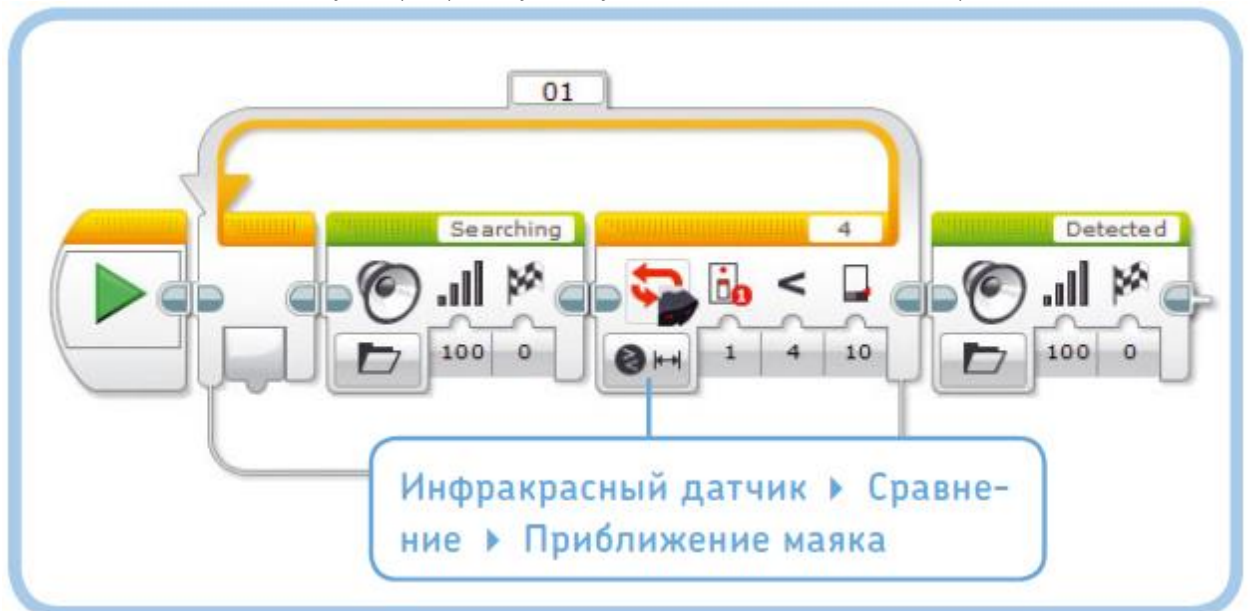 01
Searching 4 Detected
100 0 1 4 10 100 0
Инфракрасный датчик ▸ Сравне-
ние ▸ Приближение маяка